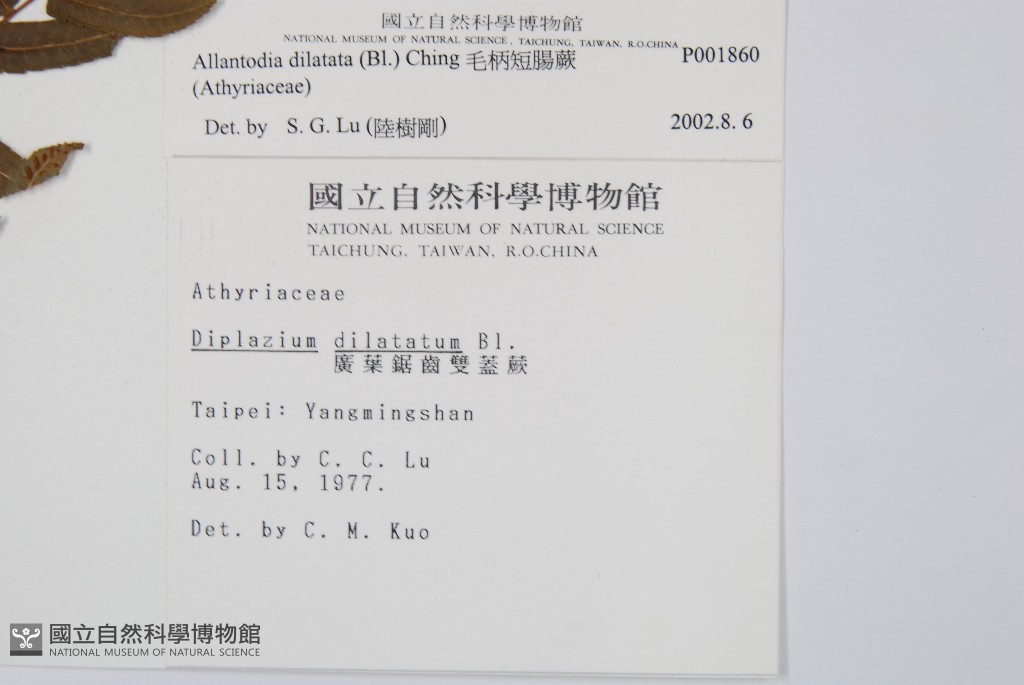 國立自然科學博物館
NATIONAL MUSEUM OF NATURAL SCIENCE, TAICHUNG, TAIWAN, R.O.CHINA
Allantodia dilatata (Bl.) Ching 毛柄短腸蕨 P001860
(Athyriaceae)
Det. by S. G. Lu (陸樹剛) 2002.8. 6
國立自然科學博物館
NATIONAL MUSEUM OF NATURAL SCIENCE
TAICHUNG, TAIWAN, R.O.CHINA
Athyriaceae
Diplazium dilatatum Bl.
廣葉鋸齒雙蓋蕨
Taipei: Yangmingshan
Coll. by C. C. Lu
Aug. 15, 1977.
Det. by C. M. Kuo
國立自然科學博物館
NATIONAL MUSEUM OF NATURAL SCIENCE